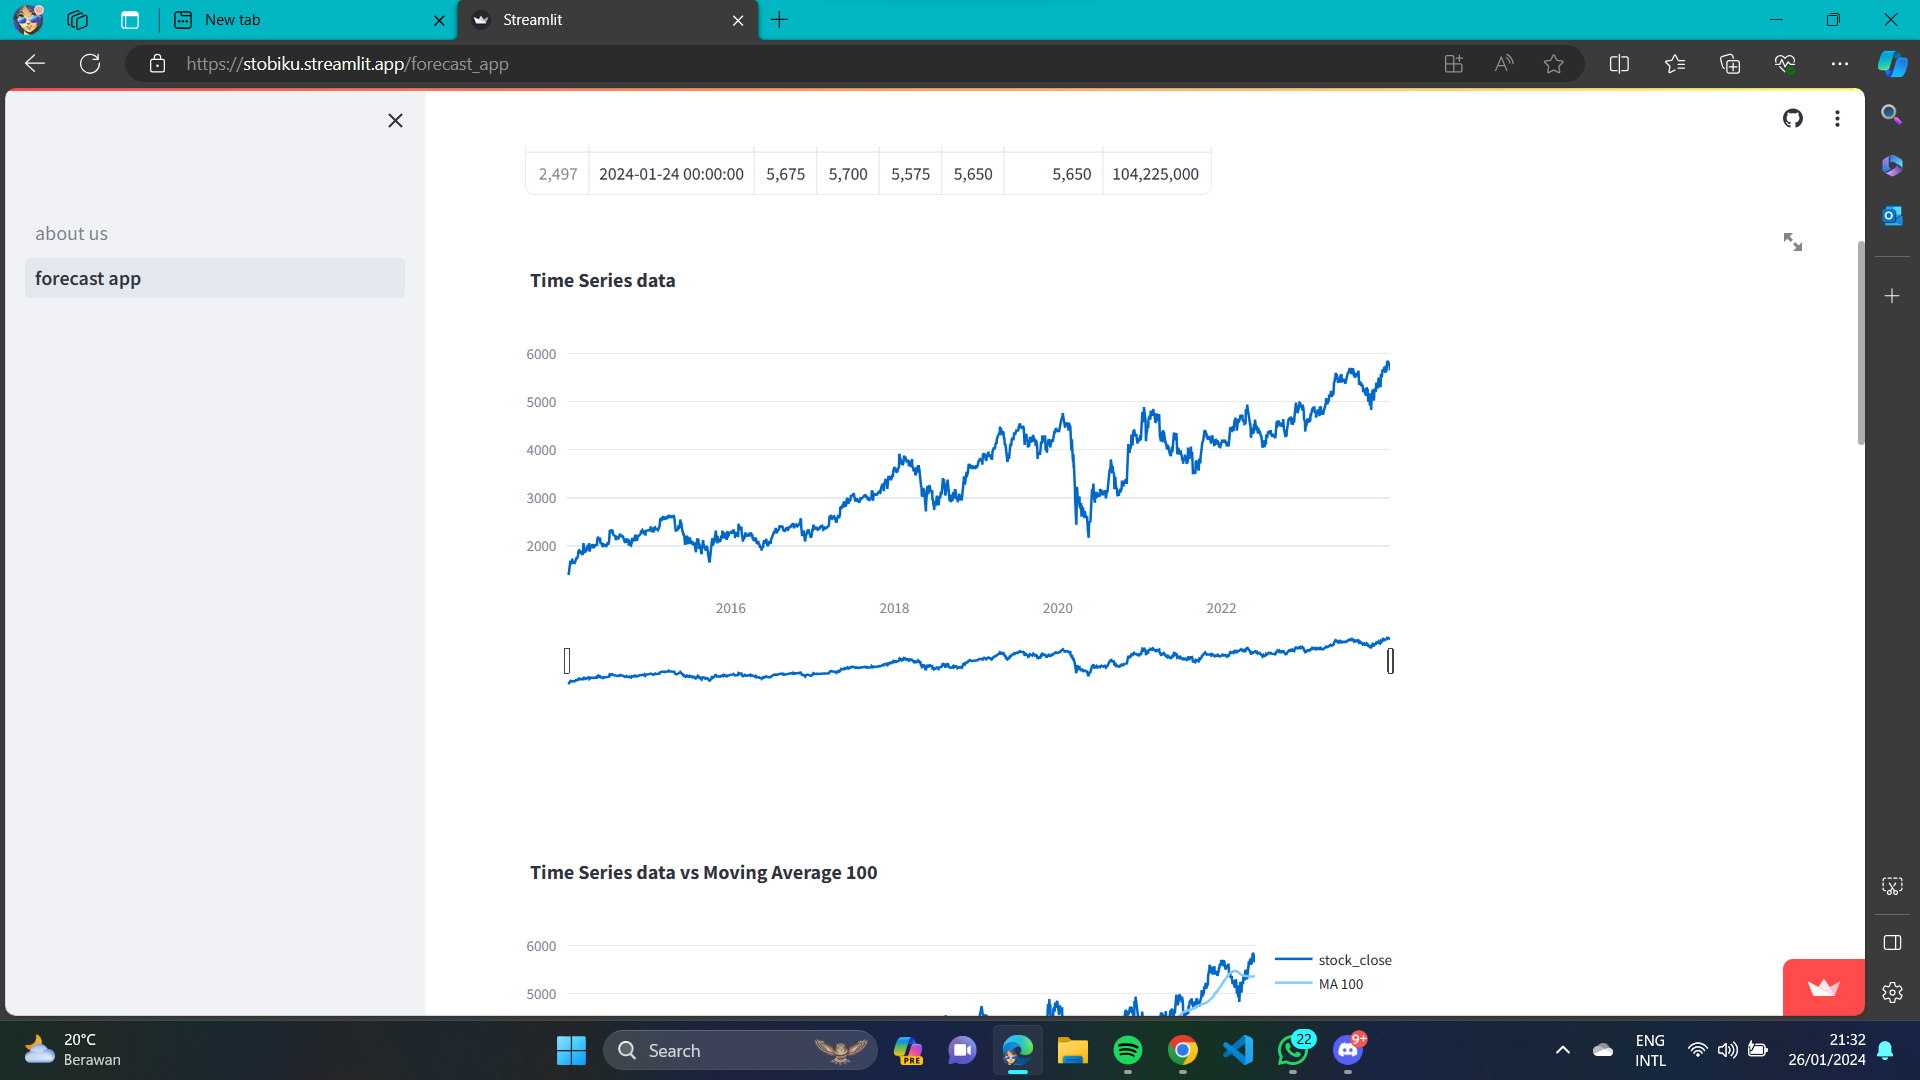 New tab
Streamlit
https://stobiku.streamlit.app/forecast_app
about us
forecast app
2,497 2024-01-24 00:00:00 5,675 5,700 5,575 5,650 5,650 104,225,000
Time Series data
6000
5000
4000
3000
2000
2016 2018 2020 2022
Time Series data vs Moving Average 100
6000
5000
stock_close
MA 100
20°C
Berawan
Search
PRE
22
9+
ENG
INTL
21:32
26/01/2024